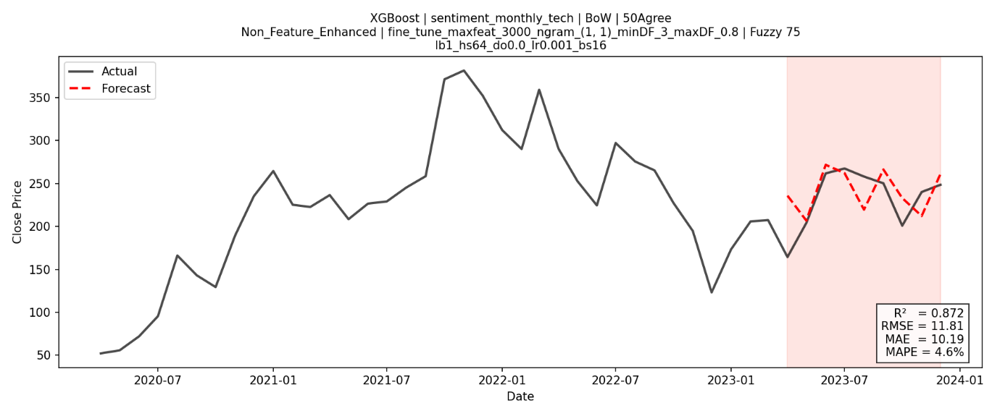 XGBoost | sentiment_monthly_tech | BoW | 50Agree
Non_Feature_Enhanced | fine_tune_maxfeat_3000_ngram_(1, 1)_minDF_3_maxDF_0.8 | Fuzzy 75
lb1_hs64_do0.0_lr0.001_bs16
Actual
Forecast
Close Price
350
300
250
200
150
100
50
R² = 0.872
RMSE = 11.81
MAE = 10.19
MAPE = 4.6%
2020-07 2021-01 2021-07 2022-01 2022-07 2023-01 2023-07 2024-01
Date